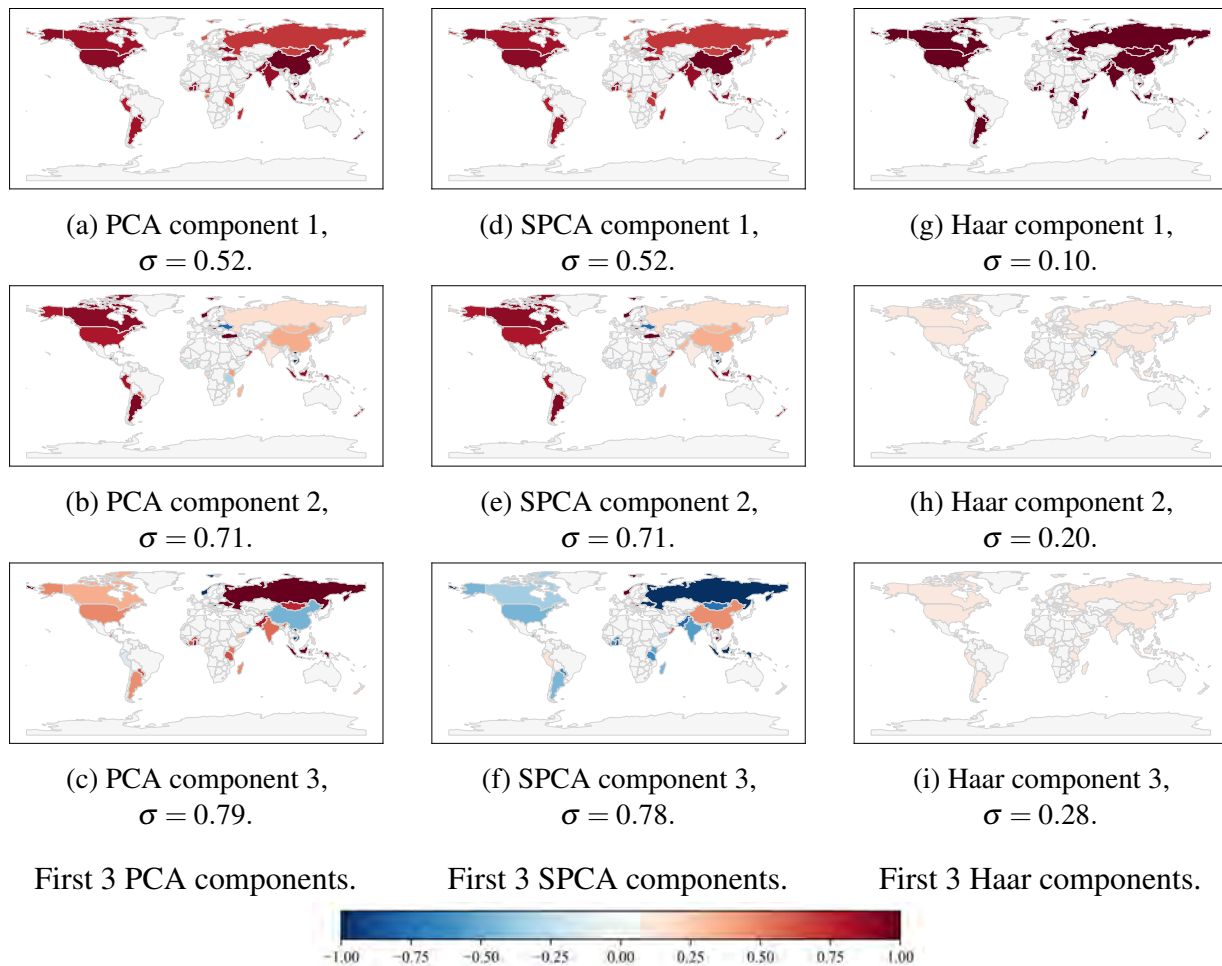 (a) PCA component 1,
σ = 0.52.
(d) SPCA component 1,
σ = 0.52.
(g) Haar component 1,
σ = 0.10.
(b) PCA component 2,
σ = 0.71.
(e) SPCA component 2,
σ = 0.71.
(h) Haar component 2,
σ = 0.20.
(c) PCA component 3,
σ = 0.79.
(f) SPCA component 3,
σ = 0.78.
(i) Haar component 3,
σ = 0.28.
First 3 PCA components.
First 3 SPCA components.
First 3 Haar components.
−1.00 −0.75 −0.50 −0.25 0.00 0.25 0.50 0.75 1.00